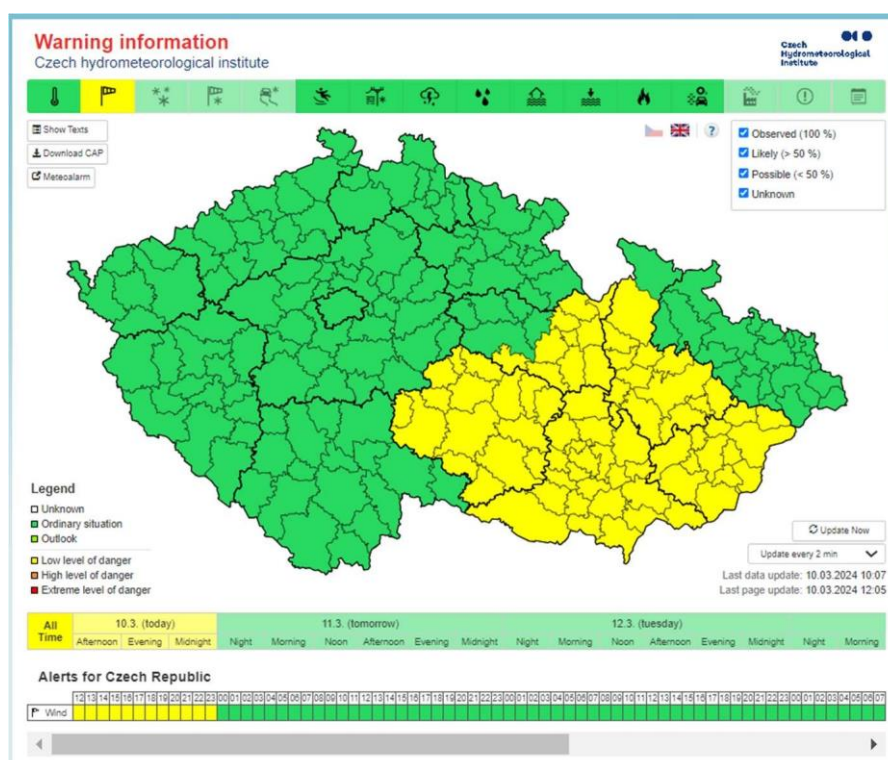 Warning information
Czech hydrometeorological institute
Czech
Hydrometeorological
Institute
Show Texts
Download CAP
Meteoalarm
?
Observed (100 %)
Likely (> 50 %)
Possible (< 50 %)
Unknown
Legend
Unknown
Ordinary situation
Outlook
Low level of danger
High level of danger
Extreme level of danger
Update Now
Update every 2 min
Last data update: 10.03.2024 10:07
Last page update: 10.03.2024 12:05
All Time 10.3. (today) 11.3. (tomorrow) 12.3. (tuesday)
Afternoon Evening Midnight Night Morning Noon Afternoon Evening Midnight Night Morning Noon Afternoon Evening Midnight Night Morning
Alerts for Czech Republic
12 13 14 15 16 17 18 19 20 21 22 23 00 01 02 03 04 05 06 07 08 09 10 11 12 13 14 15 16 17 18 19 20 21 22 23 00 01 02 03 04 05 06 07 08 09 10 11 12 13 14 15 16 17 18 19 20 21 22 23 00 01 02 03 04 05 06 07
Wind